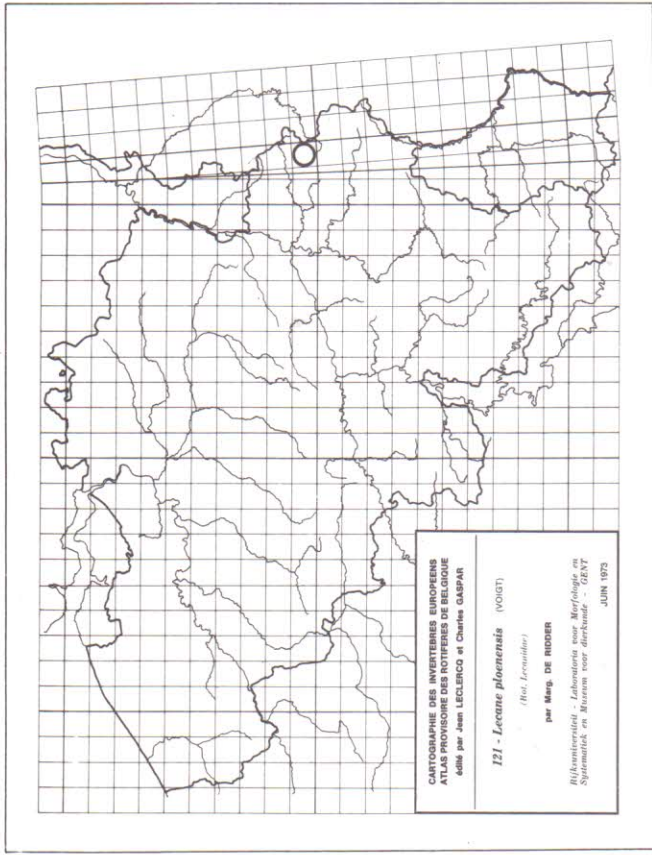 CARTOGRAPHIE DES INVERTEBRES EUROPEENS
ATLAS PROVISOIRE DES ROTIFERES DE BELGIQUE
édité par Jean LECLERCQ et Charles GASPAR
121 - Lecane ploenensis (VOIGT)
(Rot. Lecanidae)
par Marg. DE RIDDER
Rijksuniversiteit - Laboratoria voor Morfologie en
Systematiek en Museum voor dierkunde - GENT
JUIN 1973